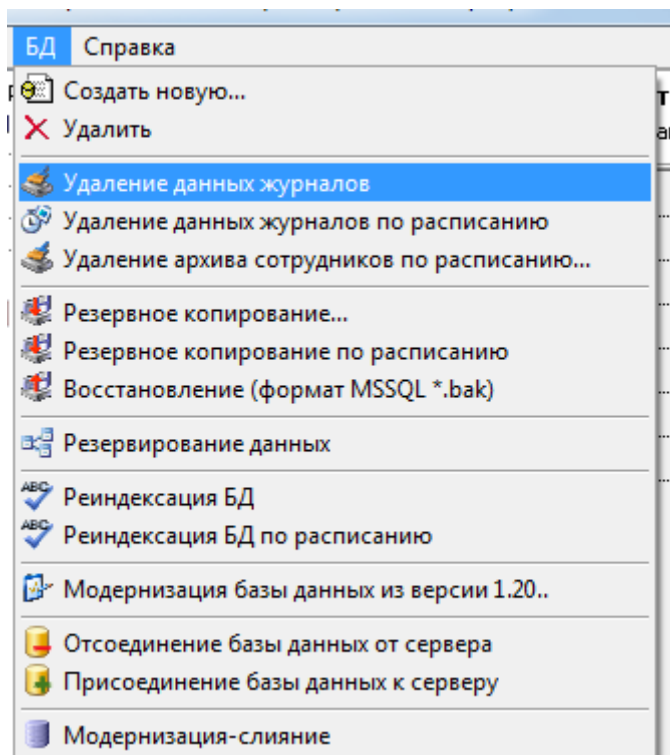 БД Справка
Создать новую...
Удалить
Удаление данных журналов
Удаление данных журналов по расписанию
Удаление архива сотрудников по расписанию...
Резервное копирование...
Резервное копирование по расписанию
Восстановление (формат MSSQL *.bak)
Резервирование данных
Реиндексация БД
Реиндексация БД по расписанию
Модернизация базы данных из версии 1.20..
Отсоединение базы данных от сервера
Присоединение базы данных к серверу
Модернизация-слияние